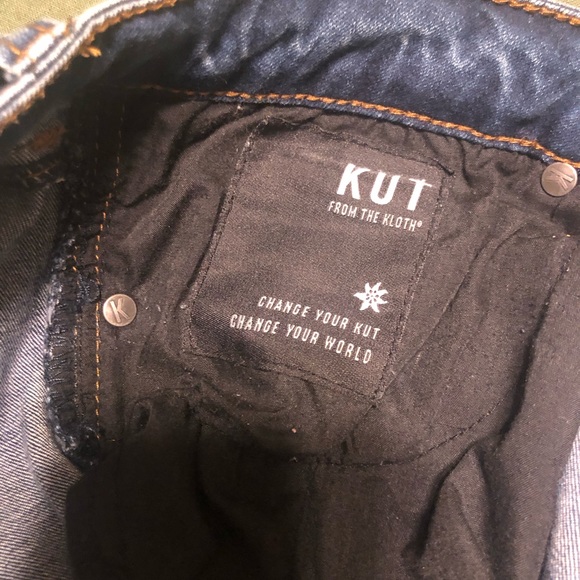 KUT
FROM THE KLOTH®
CHANGE YOUR KUT
CHANGE YOUR WORLD
K
K